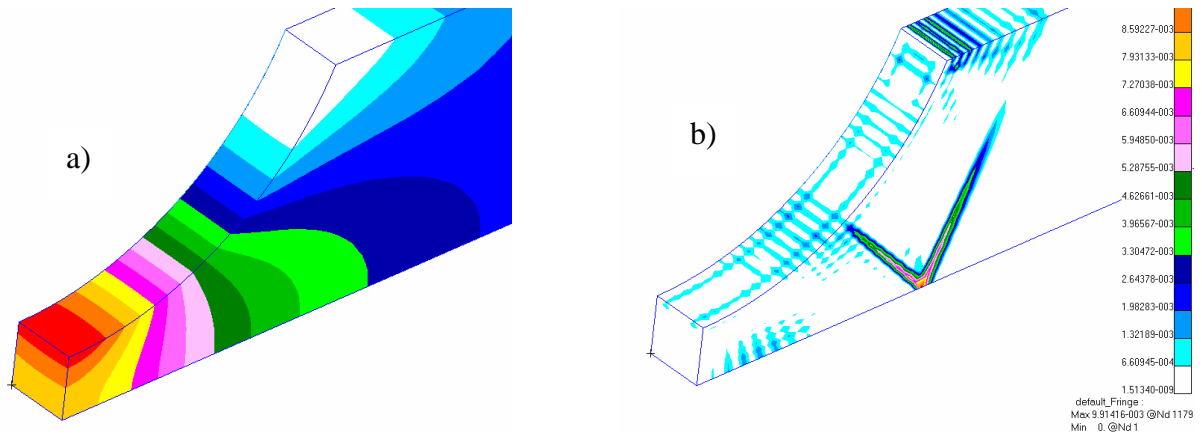 a)
b)
8.59227-003
7.93133-003
7.27038-003
6.60944-003
5.94850-003
5.28755-003
4.62661-003
3.96567-003
3.30472-003
2.64378-003
1.98283-003
1.32189-003
6.60945-004
1.51340-009
default_Fringe :
Max 9.91416-003 @Nd 1179
Min 0. @Nd 1